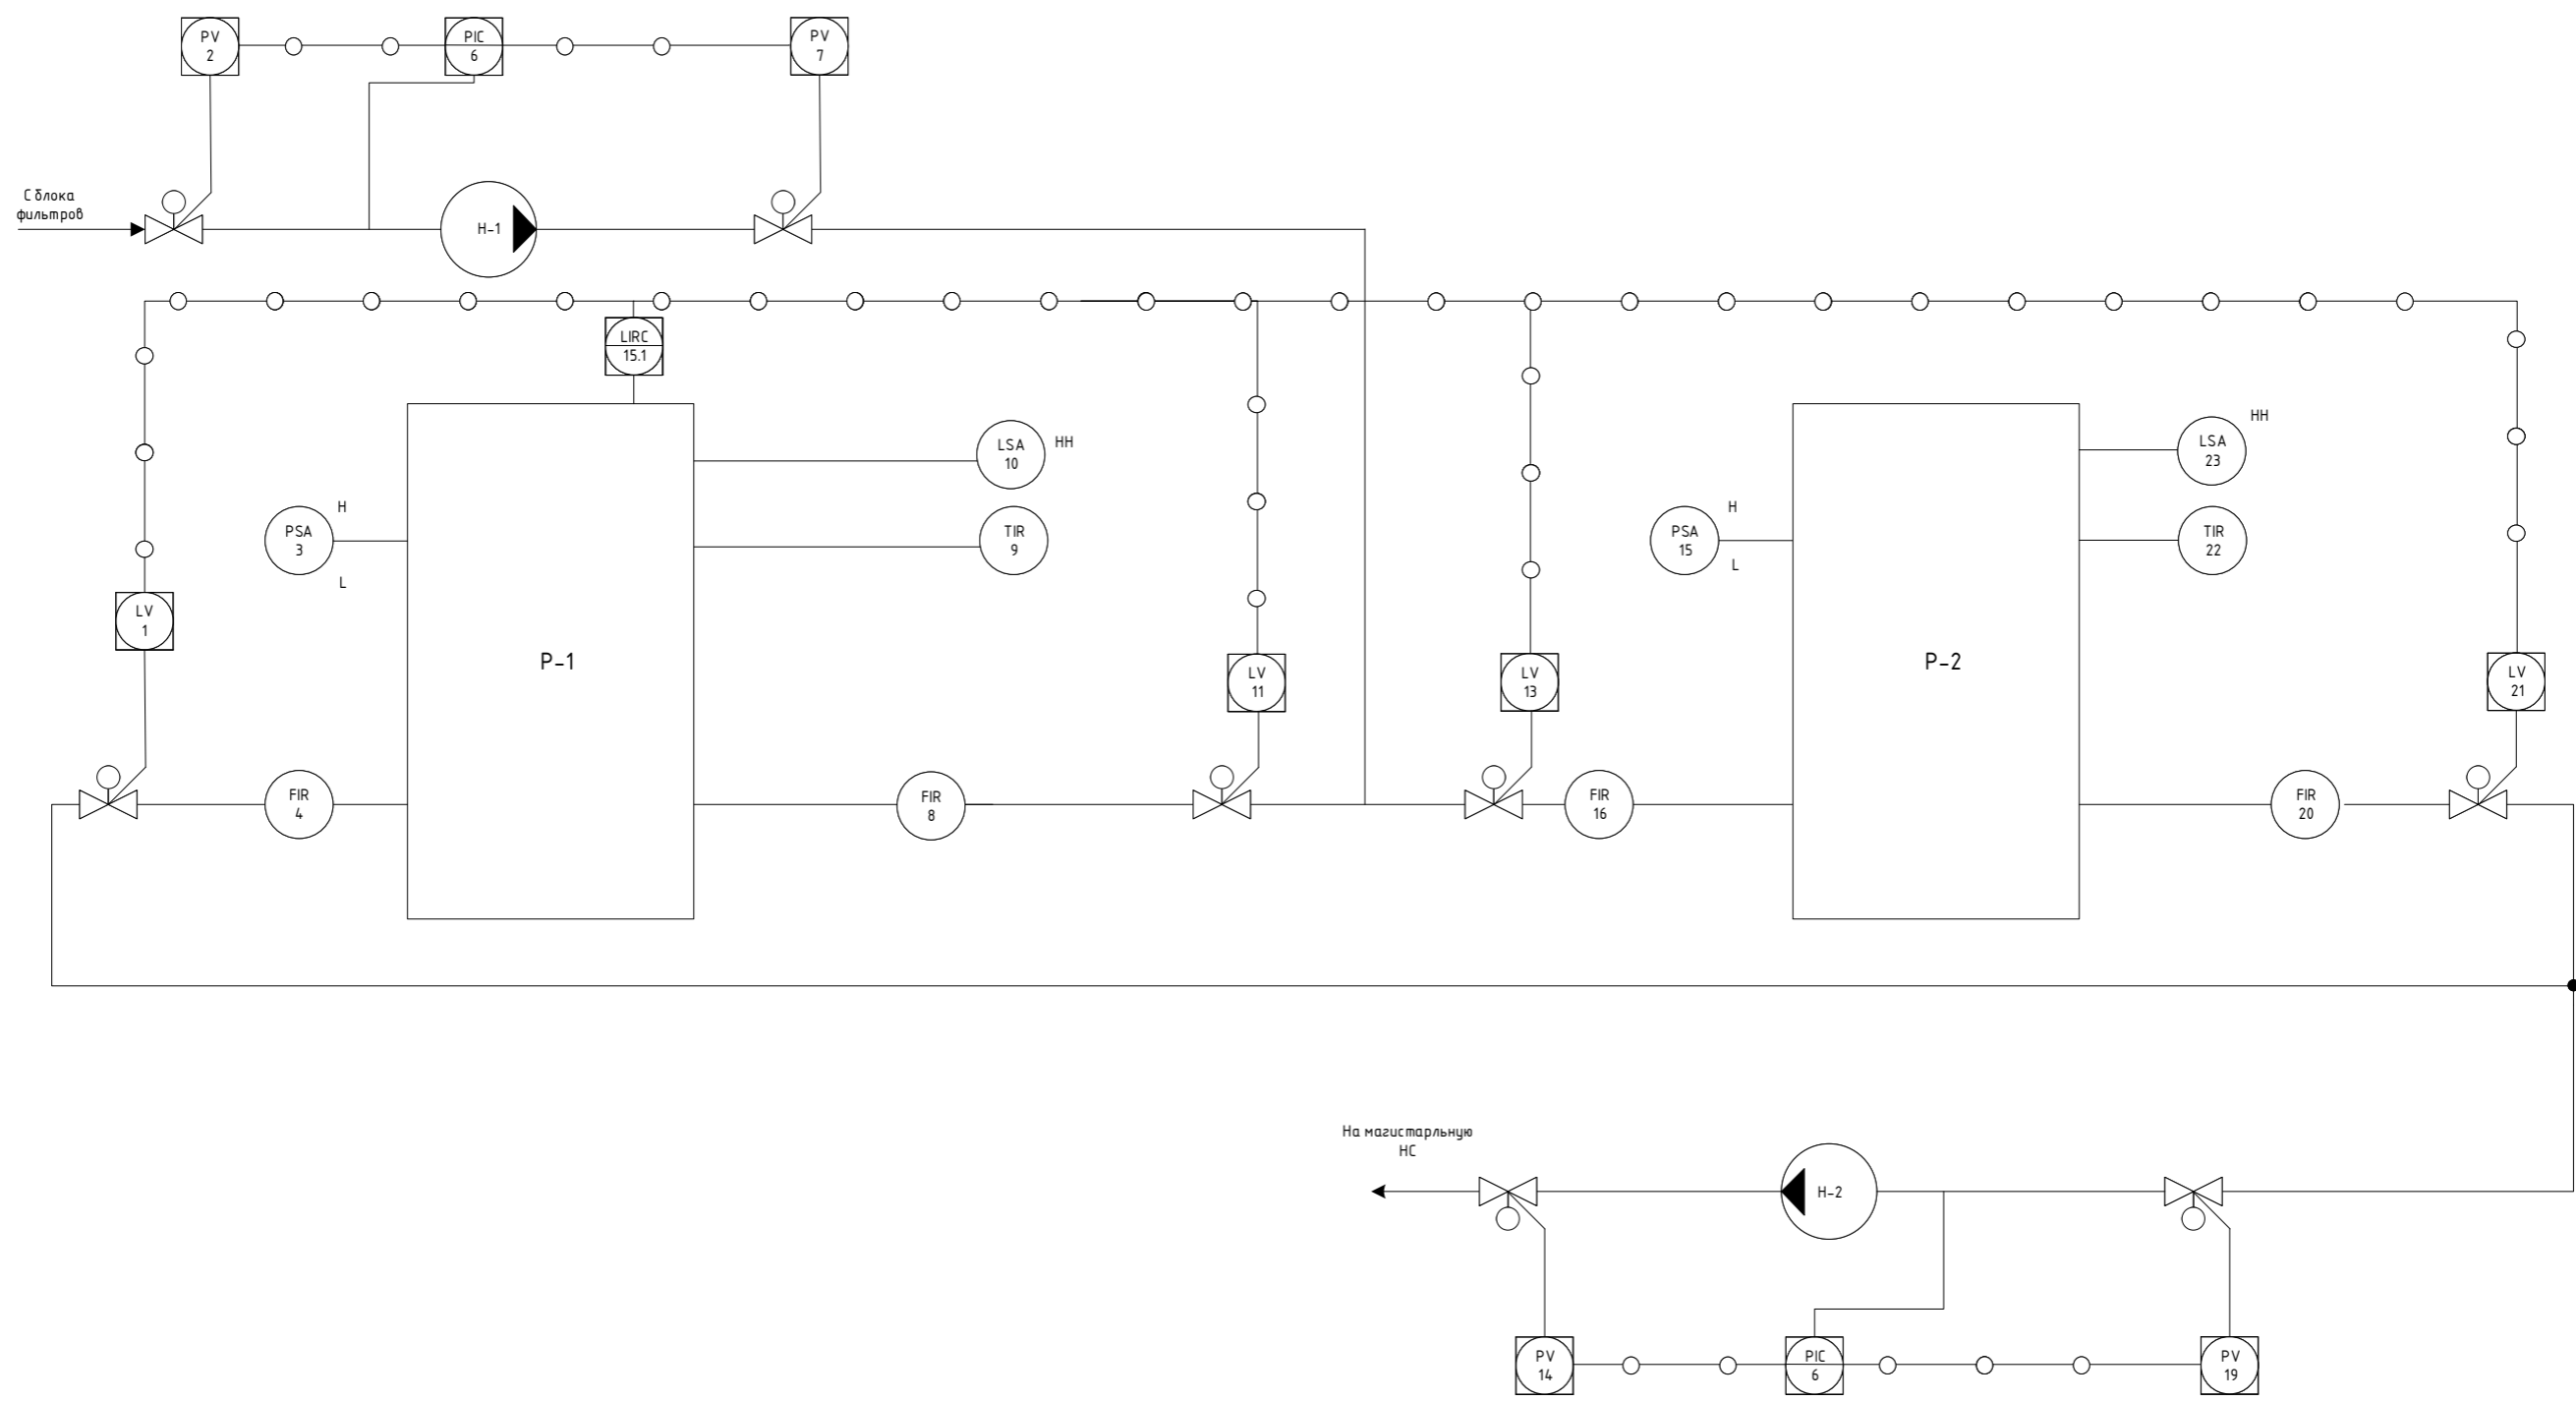 PV
2
PIC
6
PV
7
С блока
фильтров
Н-1
LIRC
15.1
LSA
10
HH
LSA
23
HH
H
PSA
3
L
TIR
9
H
PSA
15
L
TIR
22
LV
1
P-1
LV
11
LV
13
P-2
LV
21
FIR
4
FIR
8
FIR
16
FIR
20
На магистарльную
НС
Н-2
PV
14
PIC
6
PV
19